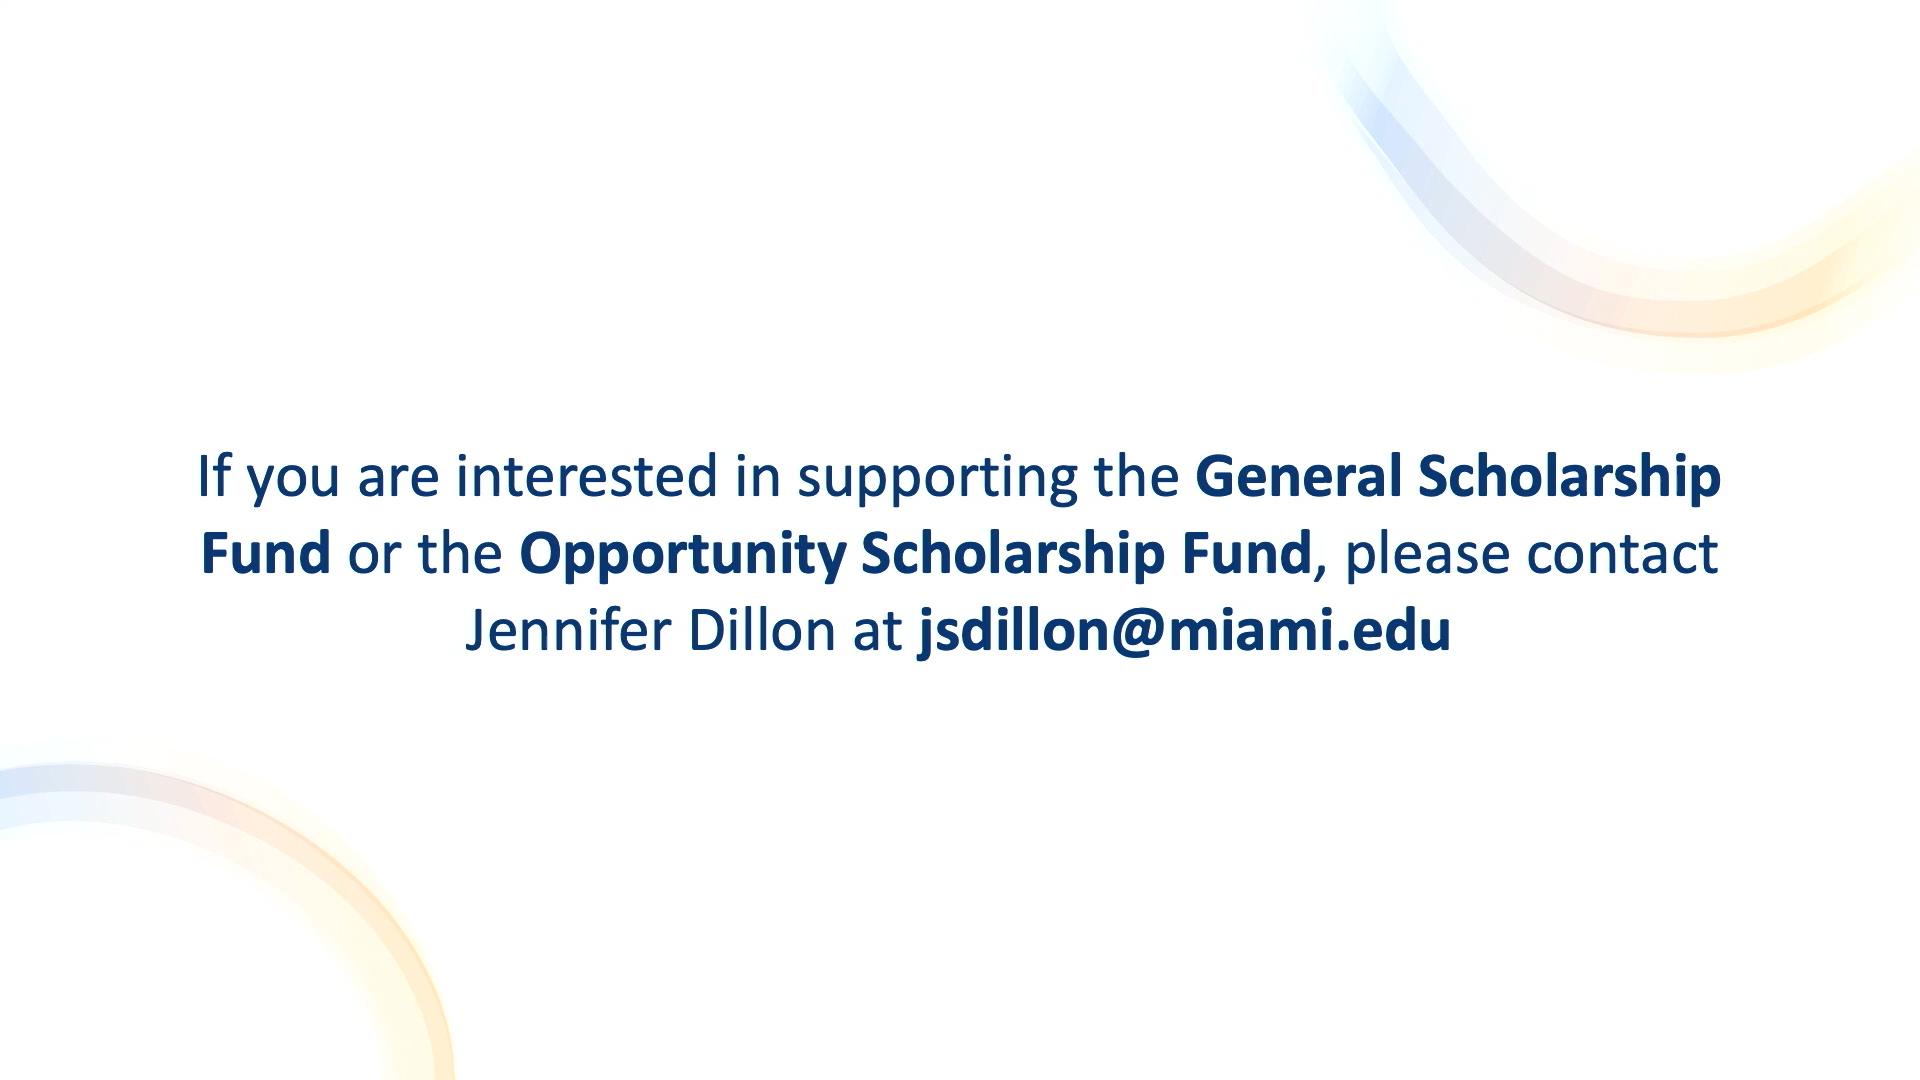 If you are interested in supporting the General Scholarship
Fund or the Opportunity Scholarship Fund, please contact
Jennifer Dillon at jsdillon@miami.edu